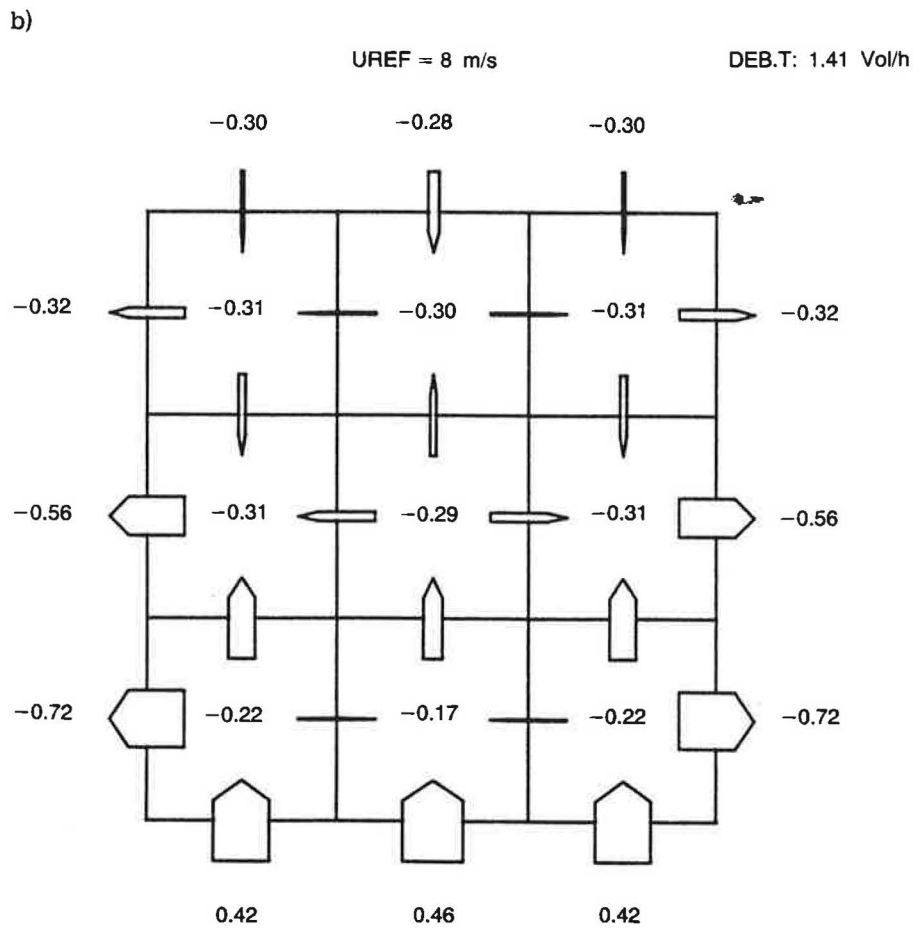 b)
UREF = 8 m/s DEB.T: 1.41 Vol/h
−0.30 −0.28 −0.30
−0.32 −0.31 −0.30 −0.31 −0.32
−0.56 −0.31 −0.29 −0.31 −0.56
−0.72 −0.22 −0.17 −0.22 −0.72
0.42 0.46 0.42